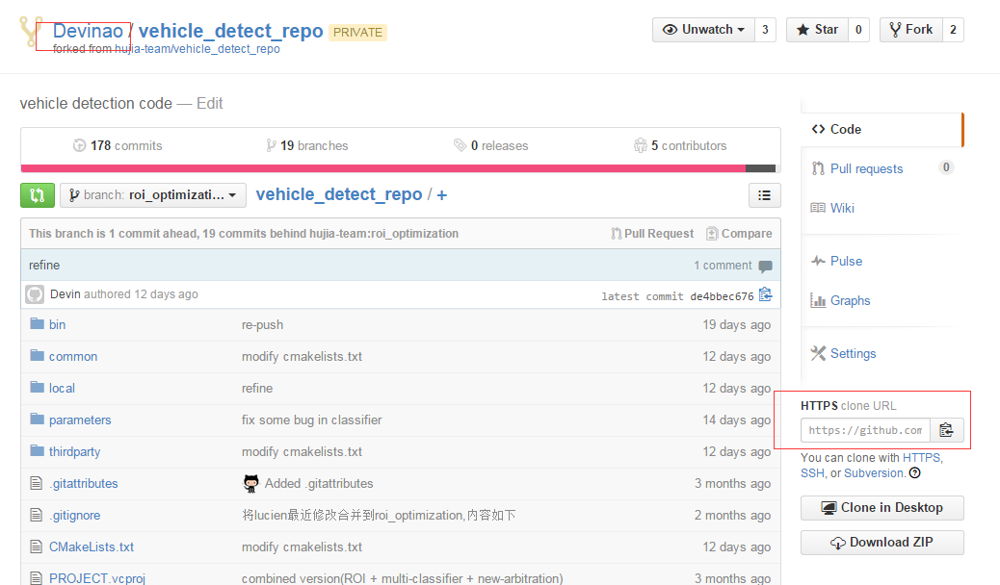 Devinao / vehicle_detect_repo PRIVATE
forked from hujia-team/vehicle_detect_repo
Unwatch 3 Star 0 Fork 2
vehicle detection code — Edit
178 commits 19 branches 0 releases 5 contributors
branch: roi_optimizati... vehicle_detect_repo / +
This branch is 1 commit ahead, 19 commits behind hujia-team:roi_optimization Pull Request Compare
refine 1 comment
Devin authored 12 days ago latest commit de4bbec676
bin re-push 19 days ago
common modify cmakelists.txt 12 days ago
local refine 12 days ago
parameters fix some bug in classifier 14 days ago
thirdparty modify cmakelists.txt 12 days ago
.gitattributes Added .gitattributes 3 months ago
.gitignore 将lucien最近修改合并到roi_optimization,内容如下 2 months ago
CMakeLists.txt modify cmakelists.txt 12 days ago
PROJECT.vcproj combined version(ROI + multi-classifier + new-arbitration) 3 months ago
Code
Pull requests 0
Wiki
Pulse
Graphs
Settings
HTTPS clone URL
https://github.com
You can clone with HTTPS,
SSH, or Subversion.
Clone in Desktop
Download ZIP